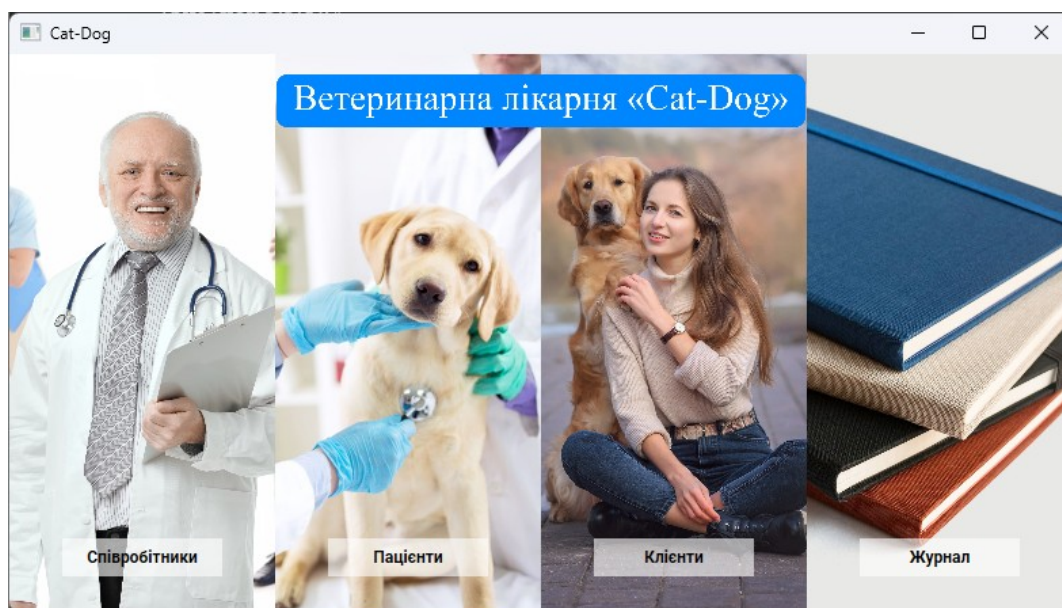 Cat-Dog
Ветеринарна лікарня «Cat-Dog»
Співробітники
Пацієнти
Клієнти
Журнал